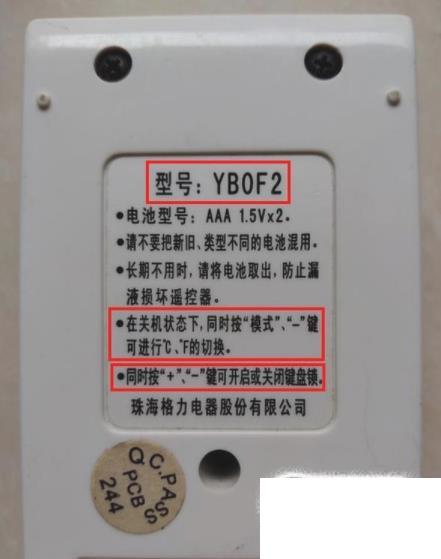 型号：YB0F2
●电池型号：AAA 1.5V×2。
●请不要把新旧、类型不同的电池混用。
●长期不用时，请将电池取出，防止漏
液损坏遥控器。
●在关机状态下，同时按“模式”、“－”键
可进行℃、℉的切换。
●同时按“＋”、“－”键可开启或关闭键盘锁。
珠海格力电器股份有限公司
C.P.A S
Q PCB S
244